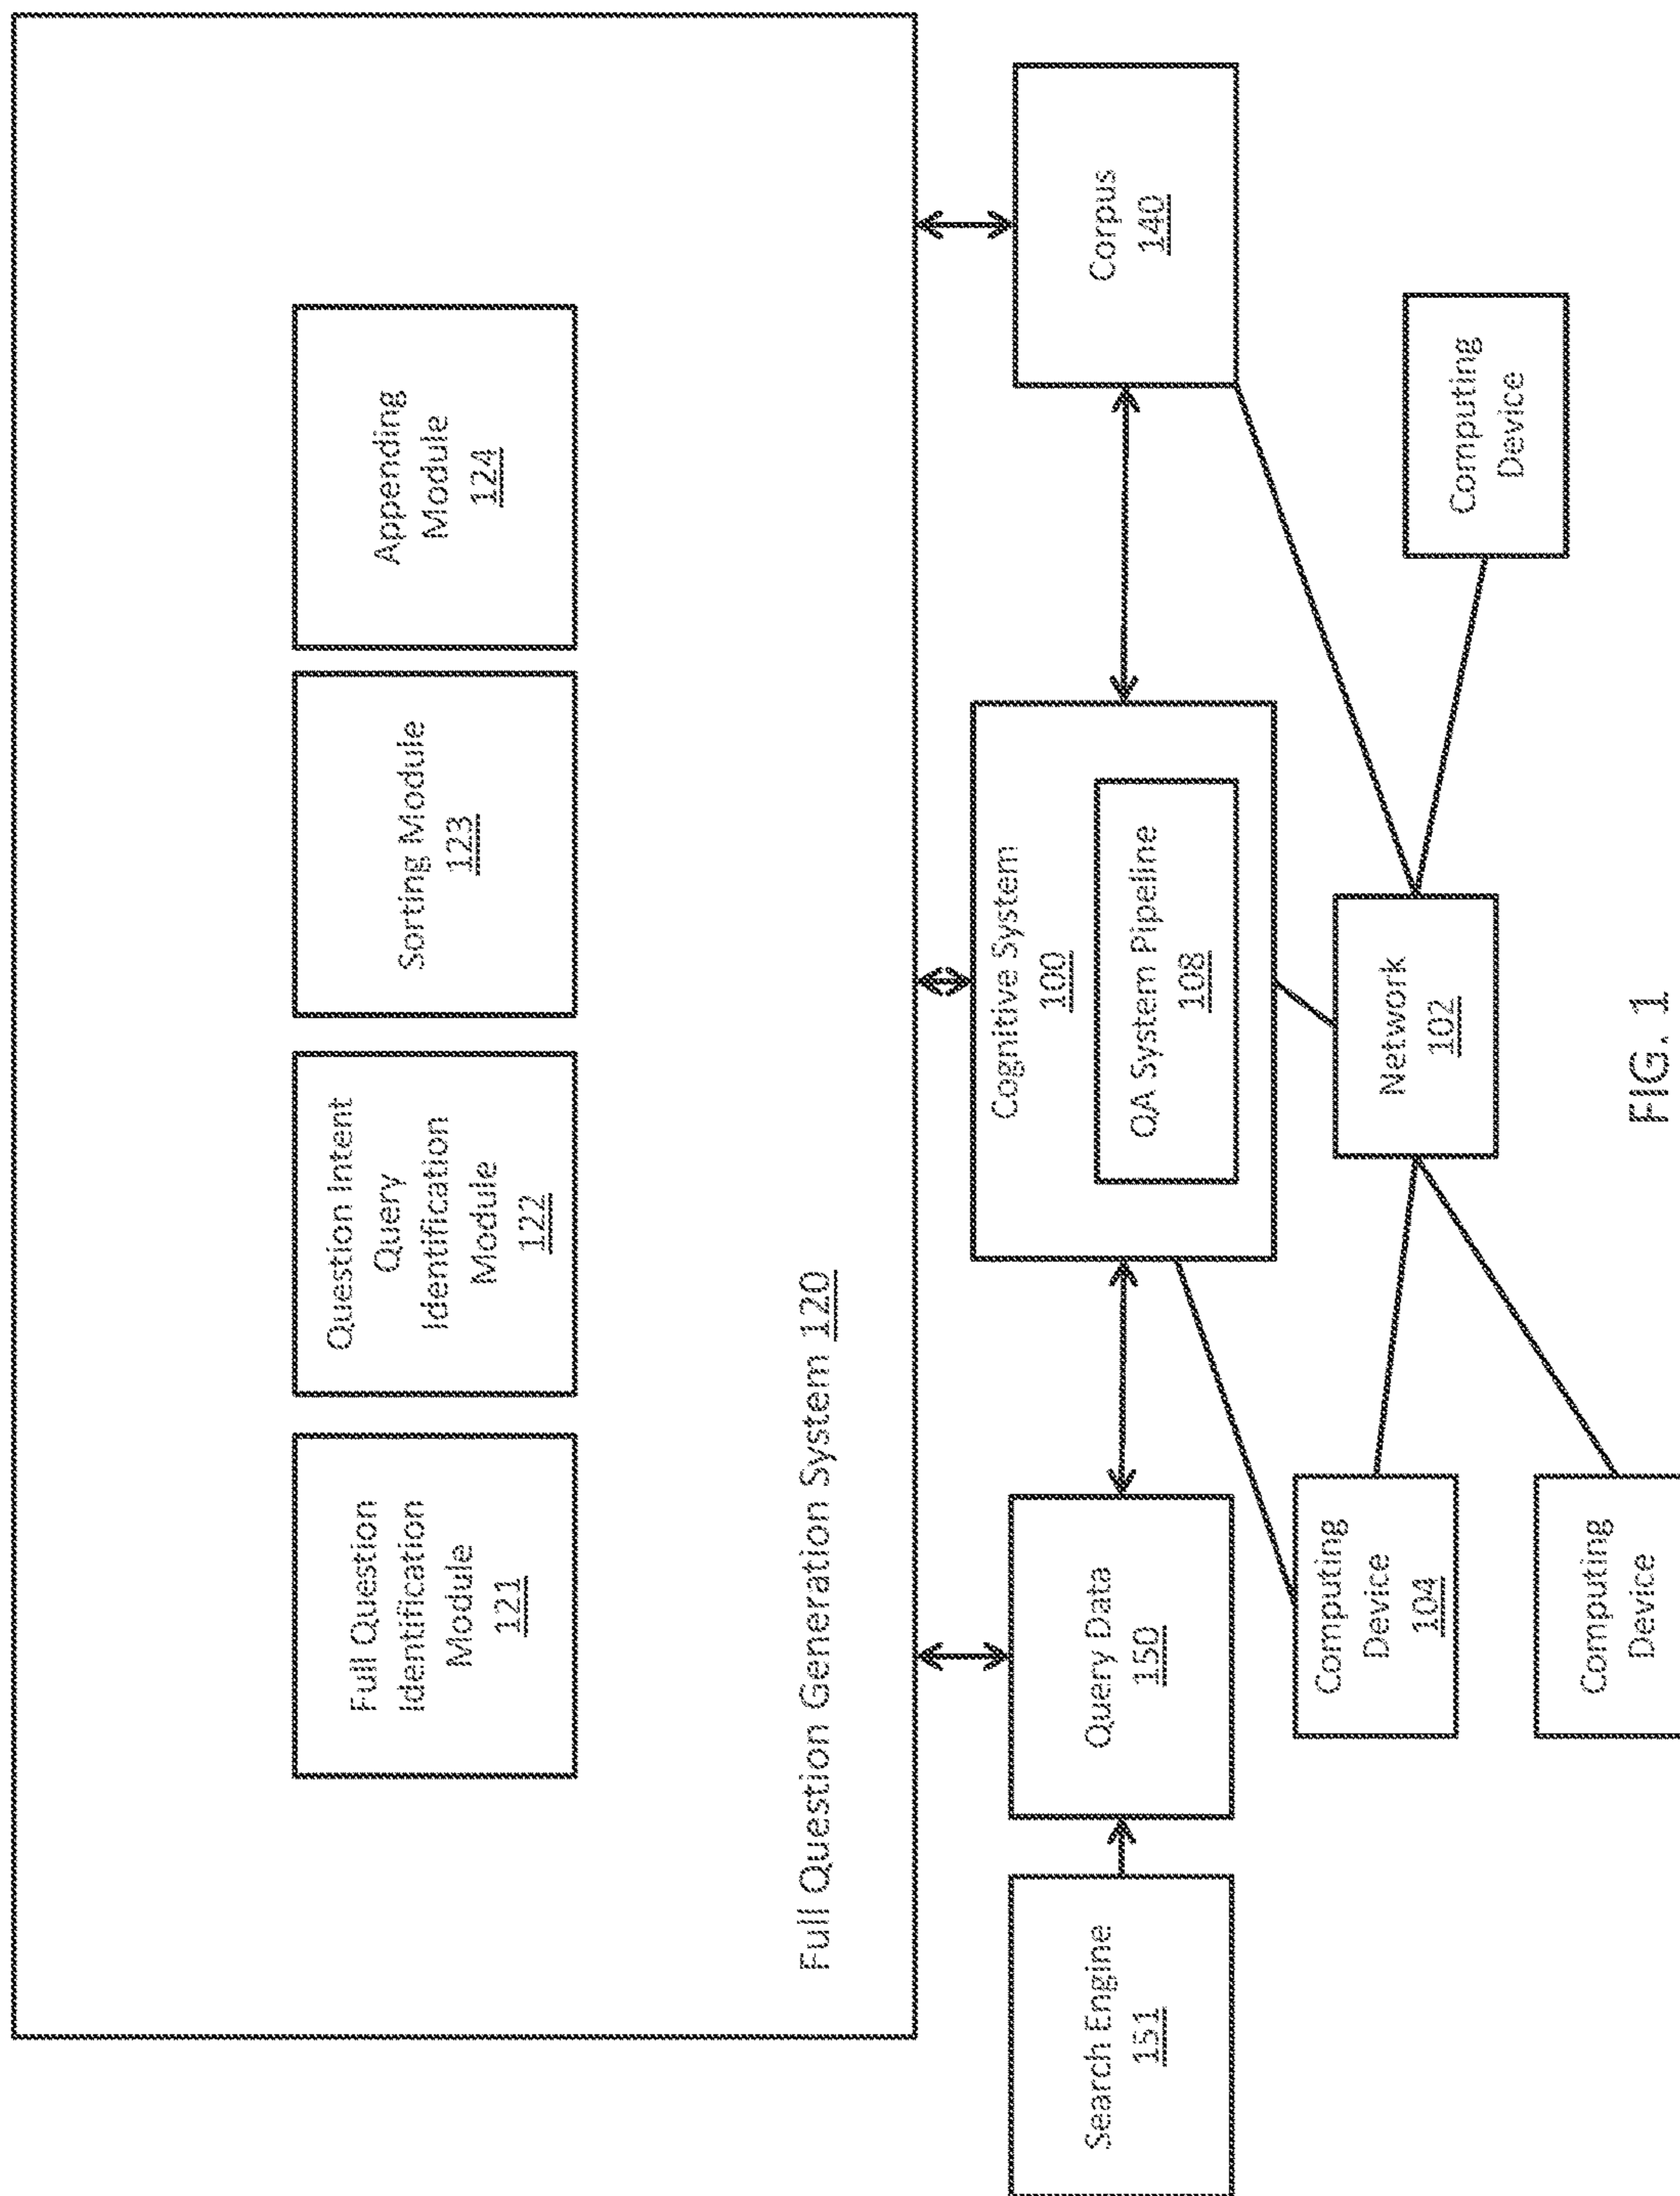 Full Question
Identification
Module
121
Question Intent
Query
Identification
Module
122
Sorting Module
123
Appending
Module
124
Full Question Generation System 120
Search Engine
151
Query Data
150
Cognitive System
100
QA System Pipeline
108
Corpus
140
Computing
Device
104
Network
102
Computing
Device
Computing
Device
FIG. 1